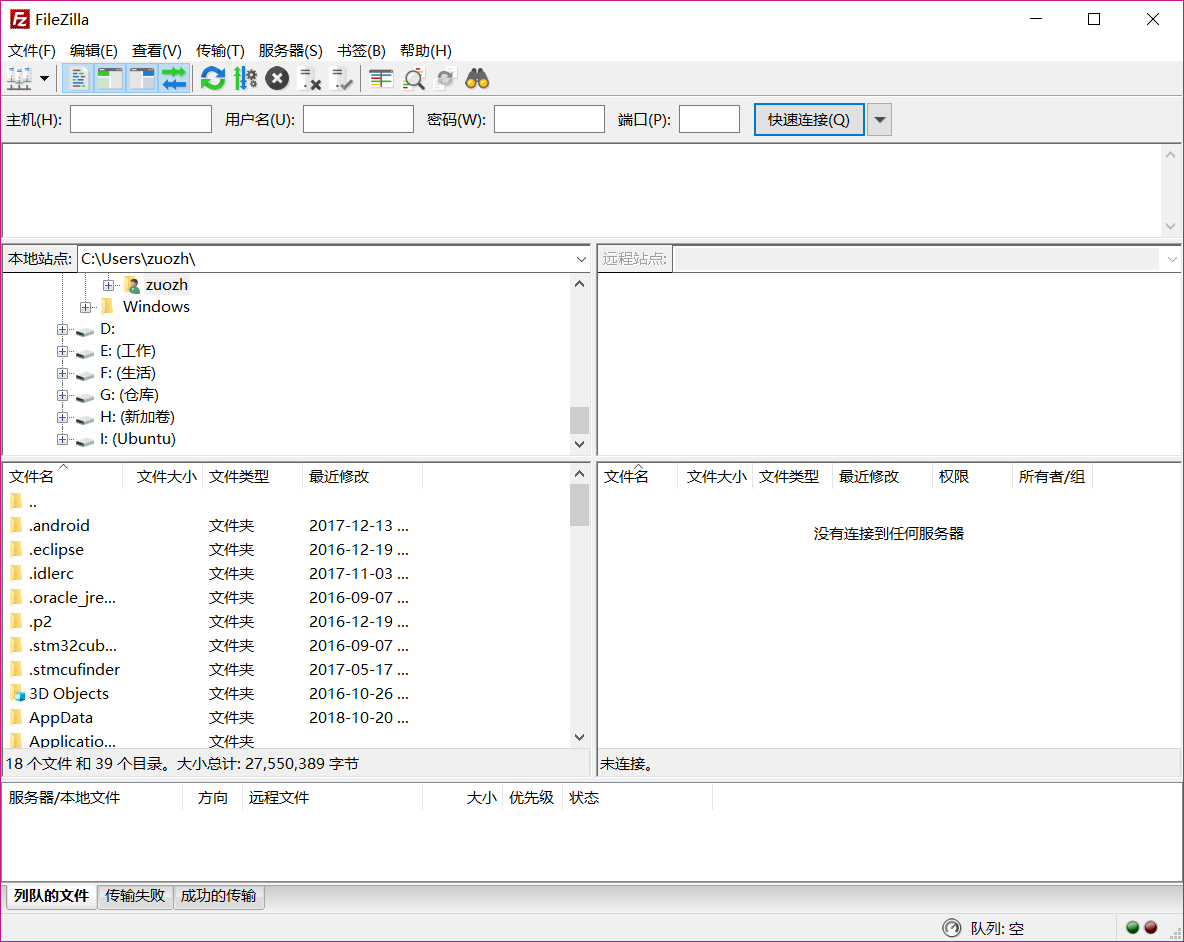 FileZilla
文件(F) 编辑(E) 查看(V) 传输(T) 服务器(S) 书签(B) 帮助(H)
主机(H): 用户名(U): 密码(W): 端口(P): 快速连接(Q)
本地站点: C:\Users\zuozh\
远程站点:
zuozh
Windows
D:
E: (工作)
F: (生活)
G: (仓库)
H: (新加卷)
I: (Ubuntu)
文件名 文件大小 文件类型 最近修改
..
.android 文件夹 2017-12-13 ...
.eclipse 文件夹 2016-12-19 ...
.idlerc 文件夹 2017-11-03 ...
.oracle_jre... 文件夹 2016-09-07 ...
.p2 文件夹 2016-12-19 ...
.stm32cub... 文件夹 2016-09-07 ...
.stmcufinder 文件夹 2017-05-17 ...
3D Objects 文件夹 2016-10-26 ...
AppData 文件夹 2018-10-20 ...
Applicatio... 文件夹
18 个文件 和 39 个目录。大小总计: 27,550,389 字节
文件名 文件大小 文件类型 最近修改 权限 所有者/组
没有连接到任何服务器
未连接。
服务器/本地文件 方向 远程文件 大小 优先级 状态
列队的文件 传输失败 成功的传输
队列: 空